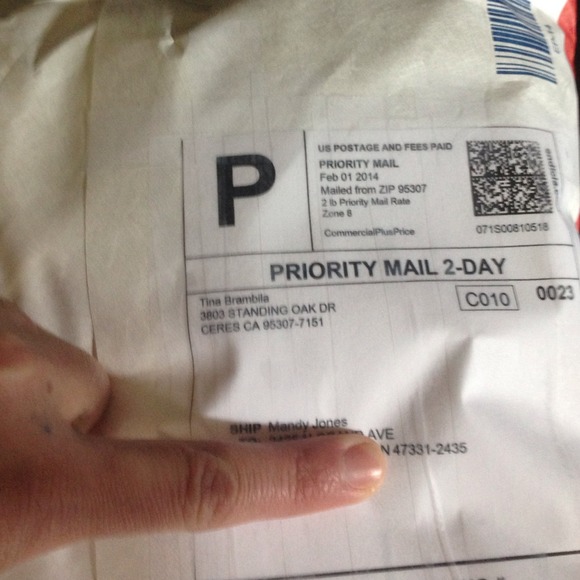 P
US POSTAGE AND FEES PAID
PRIORITY MAIL
Feb 01 2014
Mailed from ZIP 95307
2 lb Priority Mail Rate
Zone 8
CommercialPlusPrice
071S00810518
endicia
PRIORITY MAIL 2-DAY
Tina Brambila
3803 STANDING OAK DR
CERES CA 95307-7151
C010
0023
SHIP Mandy Jones
AVE
N 47331-2435